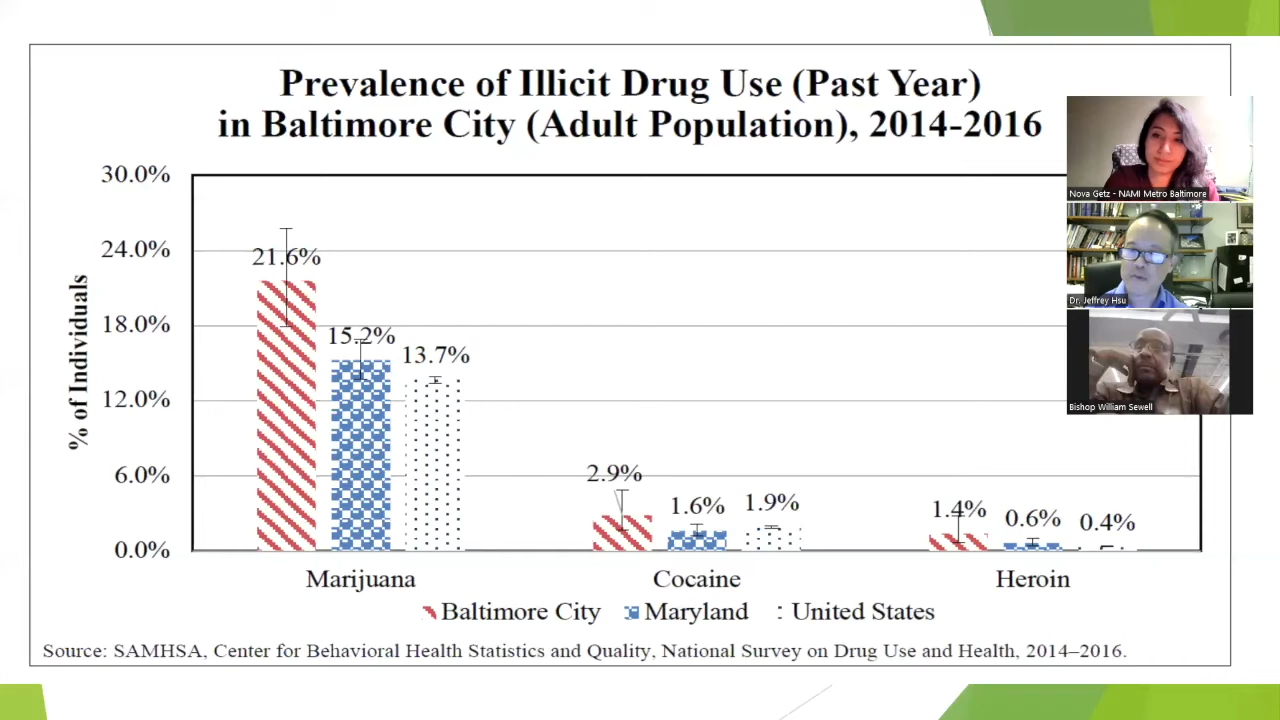 Prevalence of Illicit Drug Use (Past Year)
in Baltimore City (Adult Population), 2014-2016
% of Individuals
30.0%
24.0%
18.0%
12.0%
6.0%
0.0%
21.6%
15.2%
13.7%
2.9%
1.6%
1.9%
1.4%
0.6%
0.4%
Marijuana
Cocaine
Heroin
Baltimore City
Maryland
United States
Source: SAMHSA, Center for Behavioral Health Statistics and Quality, National Survey on Drug Use and Health, 2014–2016.
Nova Getz - NAMI Metro Baltimore
Dr. Jeffrey Hsu
Bishop William Sewell